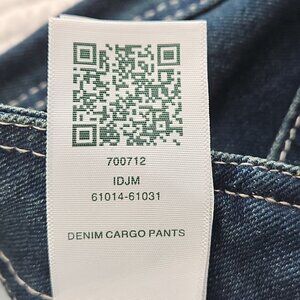 700712
IDJM
61014-61031
DENIM CARGO PANTS